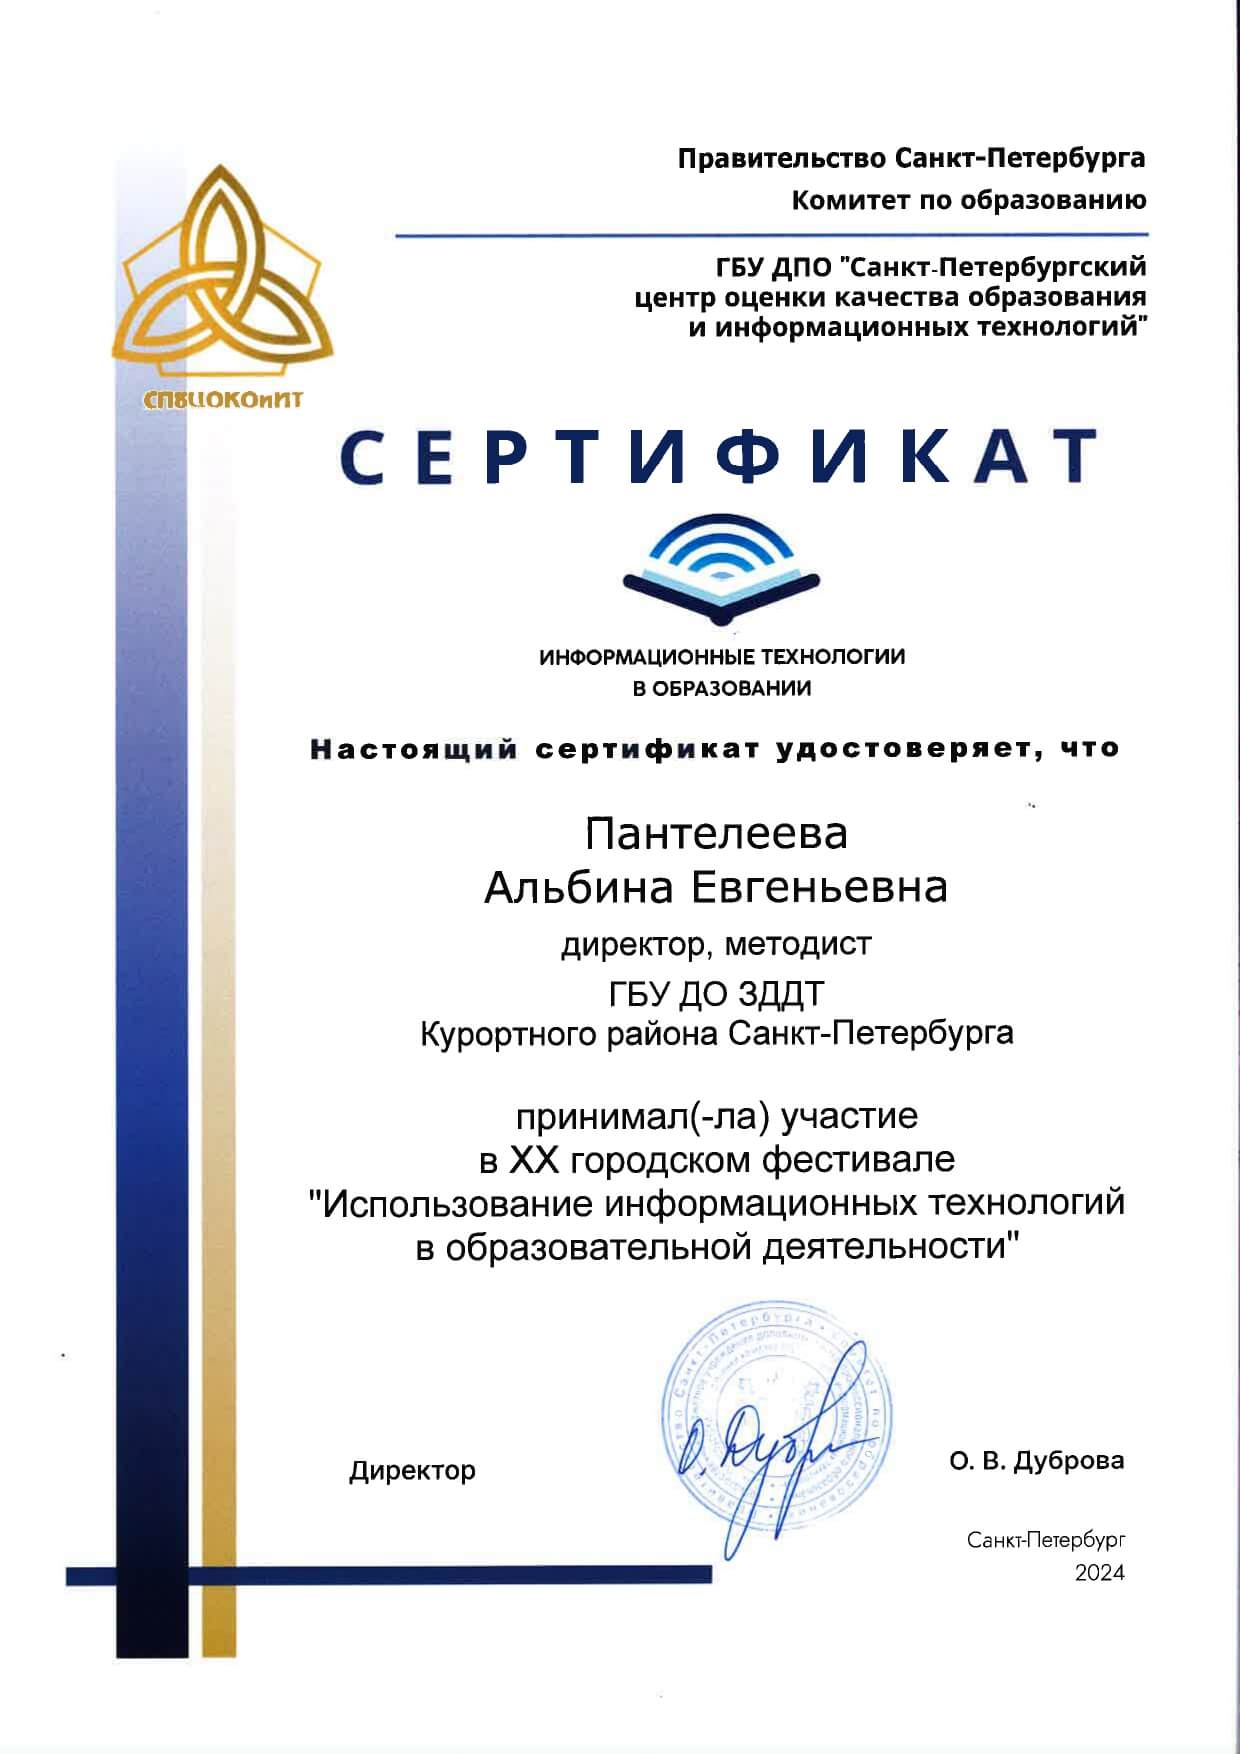 Правительство Санкт-Петербурга
Комитет по образованию
ГБУ ДПО "Санкт-Петербургский
центр оценки качества образования
и информационных технологий"
СПбЦОКОиИТ
СЕРТИФИКАТ
ИНФОРМАЦИОННЫЕ ТЕХНОЛОГИИ
В ОБРАЗОВАНИИ
Настоящий сертификат удостоверяет, что
Пантелеева
Альбина Евгеньевна
директор, методист
ГБУ ДО ЗДДТ
Курортного района Санкт-Петербурга
принимал(-ла) участие
в XX городском фестивале
"Использование информационных технологий
в образовательной деятельности"
Директор
О. В. Дуброва
Санкт-Петербург
2024